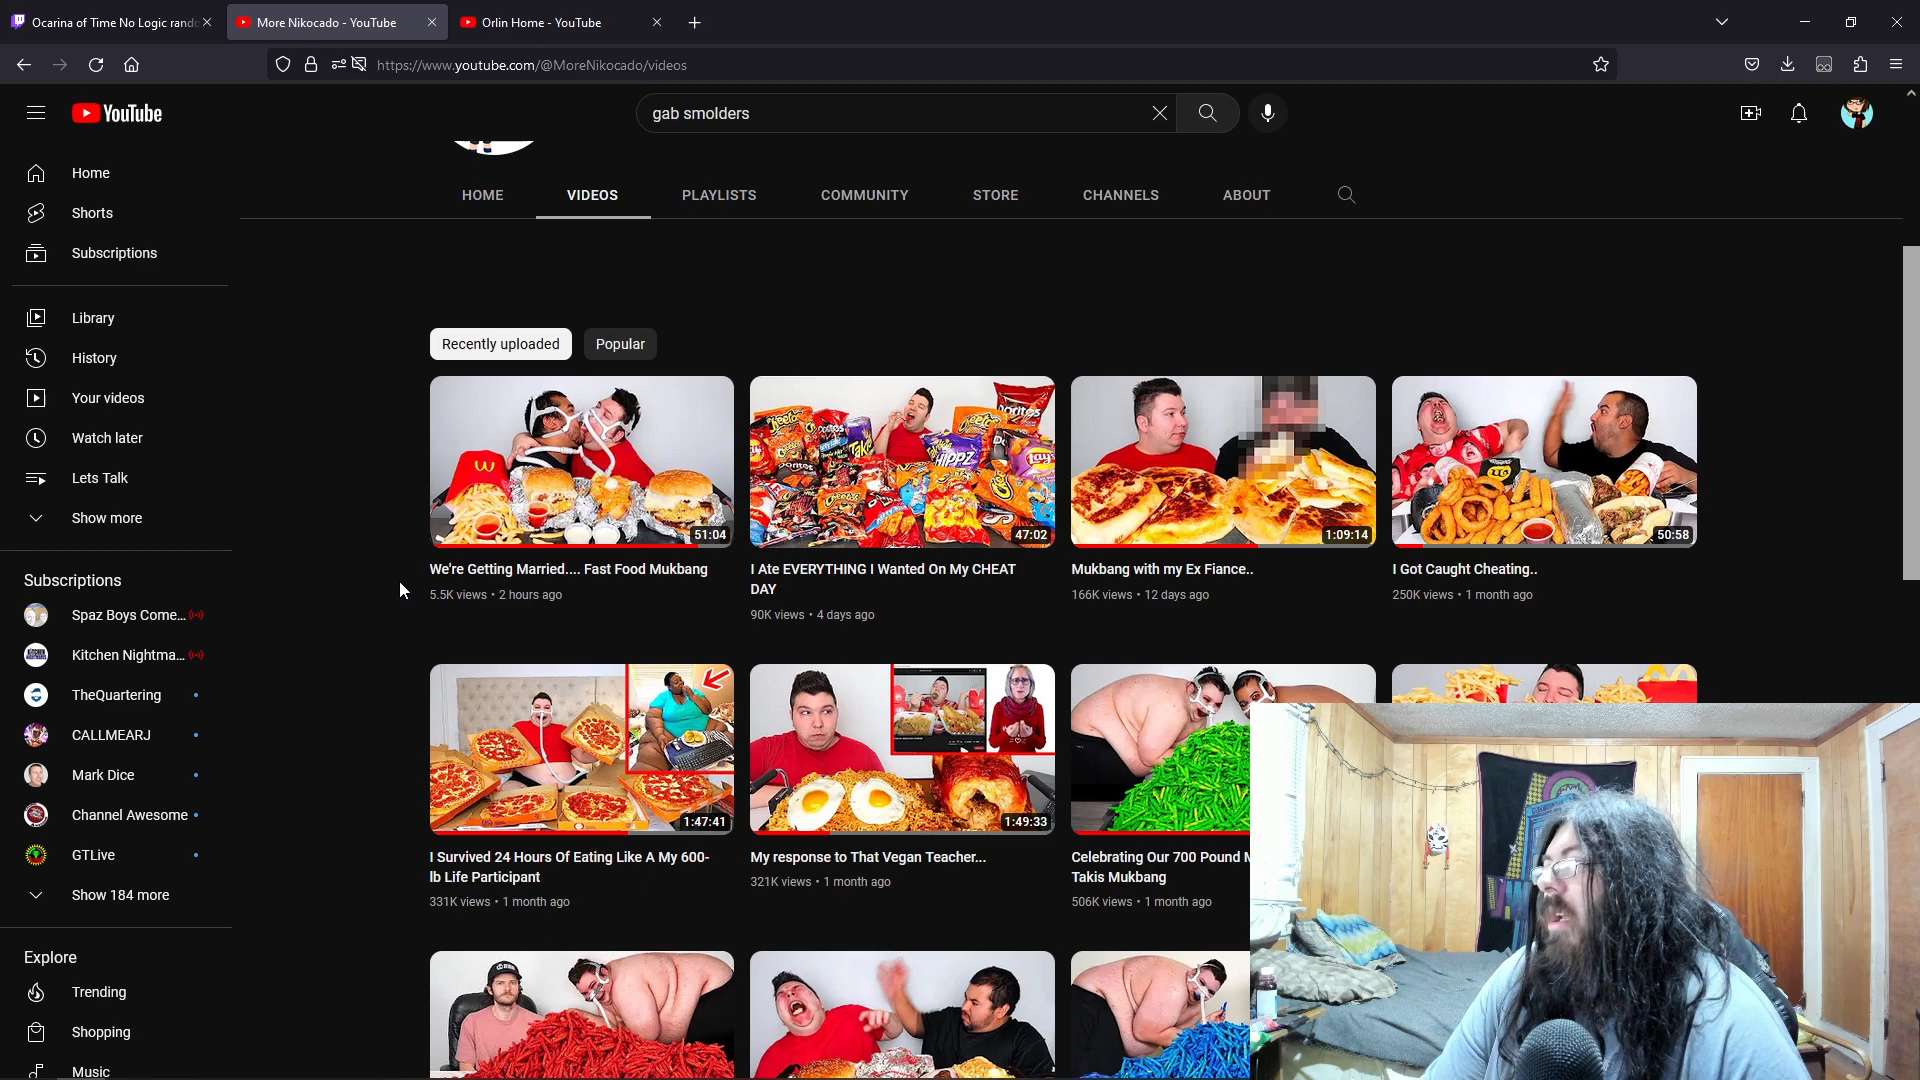 Ocarina of Time No Logic rando
More Nikocado - YouTube
Orlin Home - YouTube
https://www.youtube.com/@MoreNikocado/videos
YouTube
gab smolders
Home
Shorts
Subscriptions
Library
History
Your videos
Watch later
Lets Talk
Show more
Subscriptions
Spaz Boys Come...
Kitchen Nightma...
TheQuartering
CALLMEARJ
Mark Dice
Channel Awesome
GTLive
Show 184 more
Explore
Trending
Shopping
Music
HOME VIDEOS PLAYLISTS COMMUNITY STORE CHANNELS ABOUT
Recently uploaded Popular
51:04
We're Getting Married.... Fast Food Mukbang
5.5K views • 2 hours ago
47:02
I Ate EVERYTHING I Wanted On My CHEAT
DAY
90K views • 4 days ago
1:09:14
Mukbang with my Ex Fiance..
166K views • 12 days ago
50:58
I Got Caught Cheating..
250K views • 1 month ago
1:47:41
I Survived 24 Hours Of Eating Like A My 600-
lb Life Participant
331K views • 1 month ago
1:49:33
My response to That Vegan Teacher...
321K views • 1 month ago
Celebrating Our 700 Pound
Takis Mukbang
506K views • 1 month ago